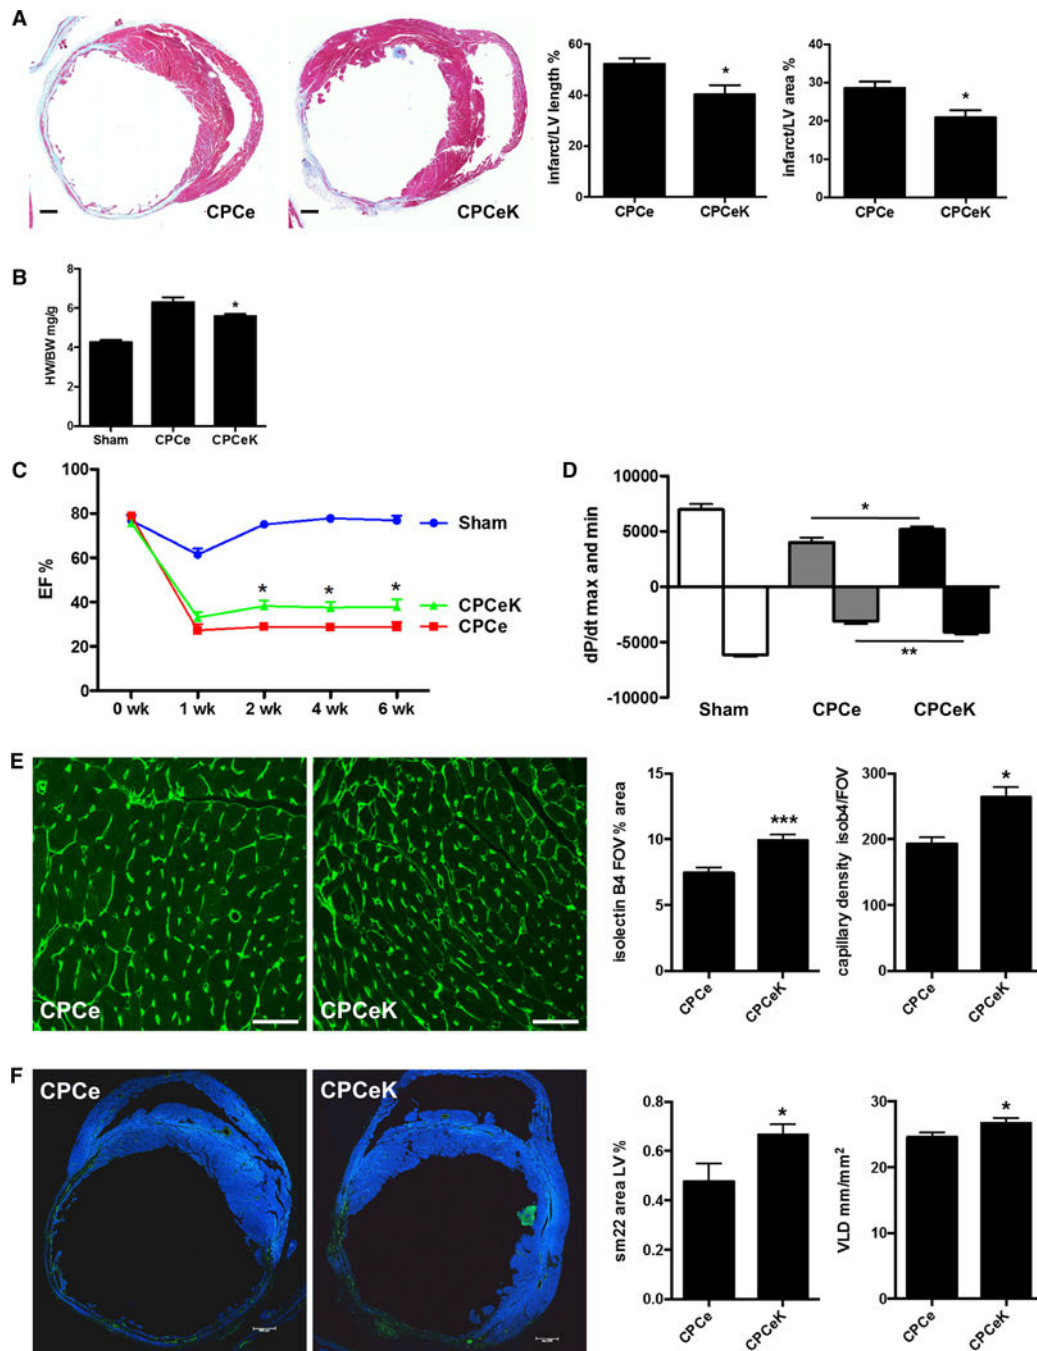 A
CPCe
CPCeK
infarct/LV length %
60
40
20
0
*
CPCe
CPCeK
infarct/LV area %
40
30
20
10
0
*
CPCe
CPCeK
B
HW/BW mg/g
8
6
4
2
0
*
Sham
CPCe
CPCeK
C
EF %
100
80
60
40
20
0
* * *
Sham
CPCeK
CPCe
0 wk
1 wk
2 wk
4 wk
6 wk
D
dP/dt max and min
10000
5000
0
-5000
-10000
*
**
Sham
CPCe
CPCeK
E
CPCe
CPCeK
isolectin B4 FOV % area
15
10
5
0
***
CPCe
CPCeK
capillary density isob4/FOV
300
200
100
0
*
CPCe
CPCeK
F
CPCe
CPCeK
sm22 area LV %
0.8
0.6
0.4
0.2
0.0
*
CPCe
CPCeK
VLD mm/mm²
30
20
10
0
*
CPCe
CPCeK